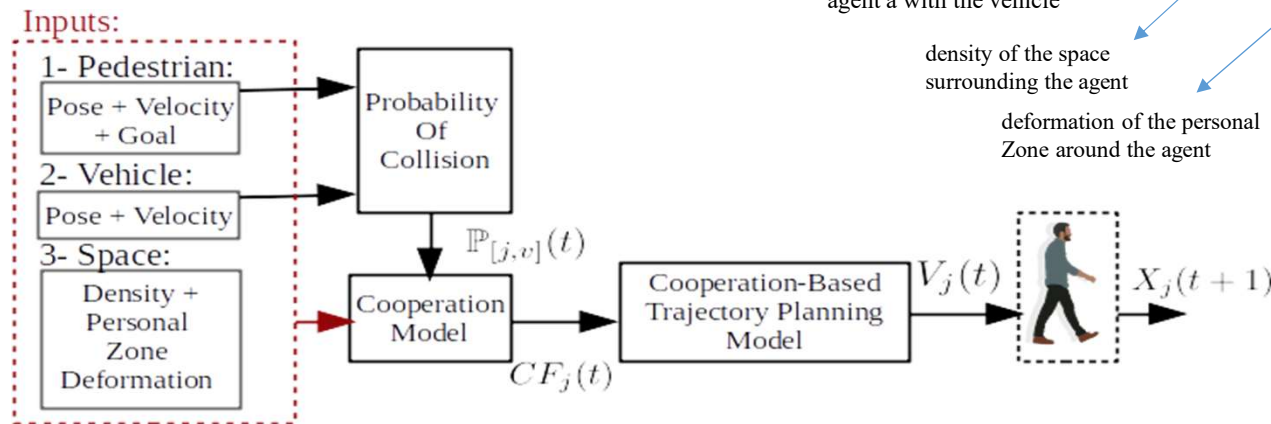 agent a with the vehicle
density of the space
surrounding the agent
deformation of the personal
Zone around the agent
Inputs:
1- Pedestrian:
Pose + Velocity
+ Goal
2- Vehicle:
Pose + Velocity
3- Space:
Density +
Personal
Zone
Deformation
Probability
Of
Collision
ℙ[j,v](t)
Cooperation
Model
CFj(t)
Cooperation-Based
Trajectory Planning
Model
Vj(t)
Xj(t + 1)